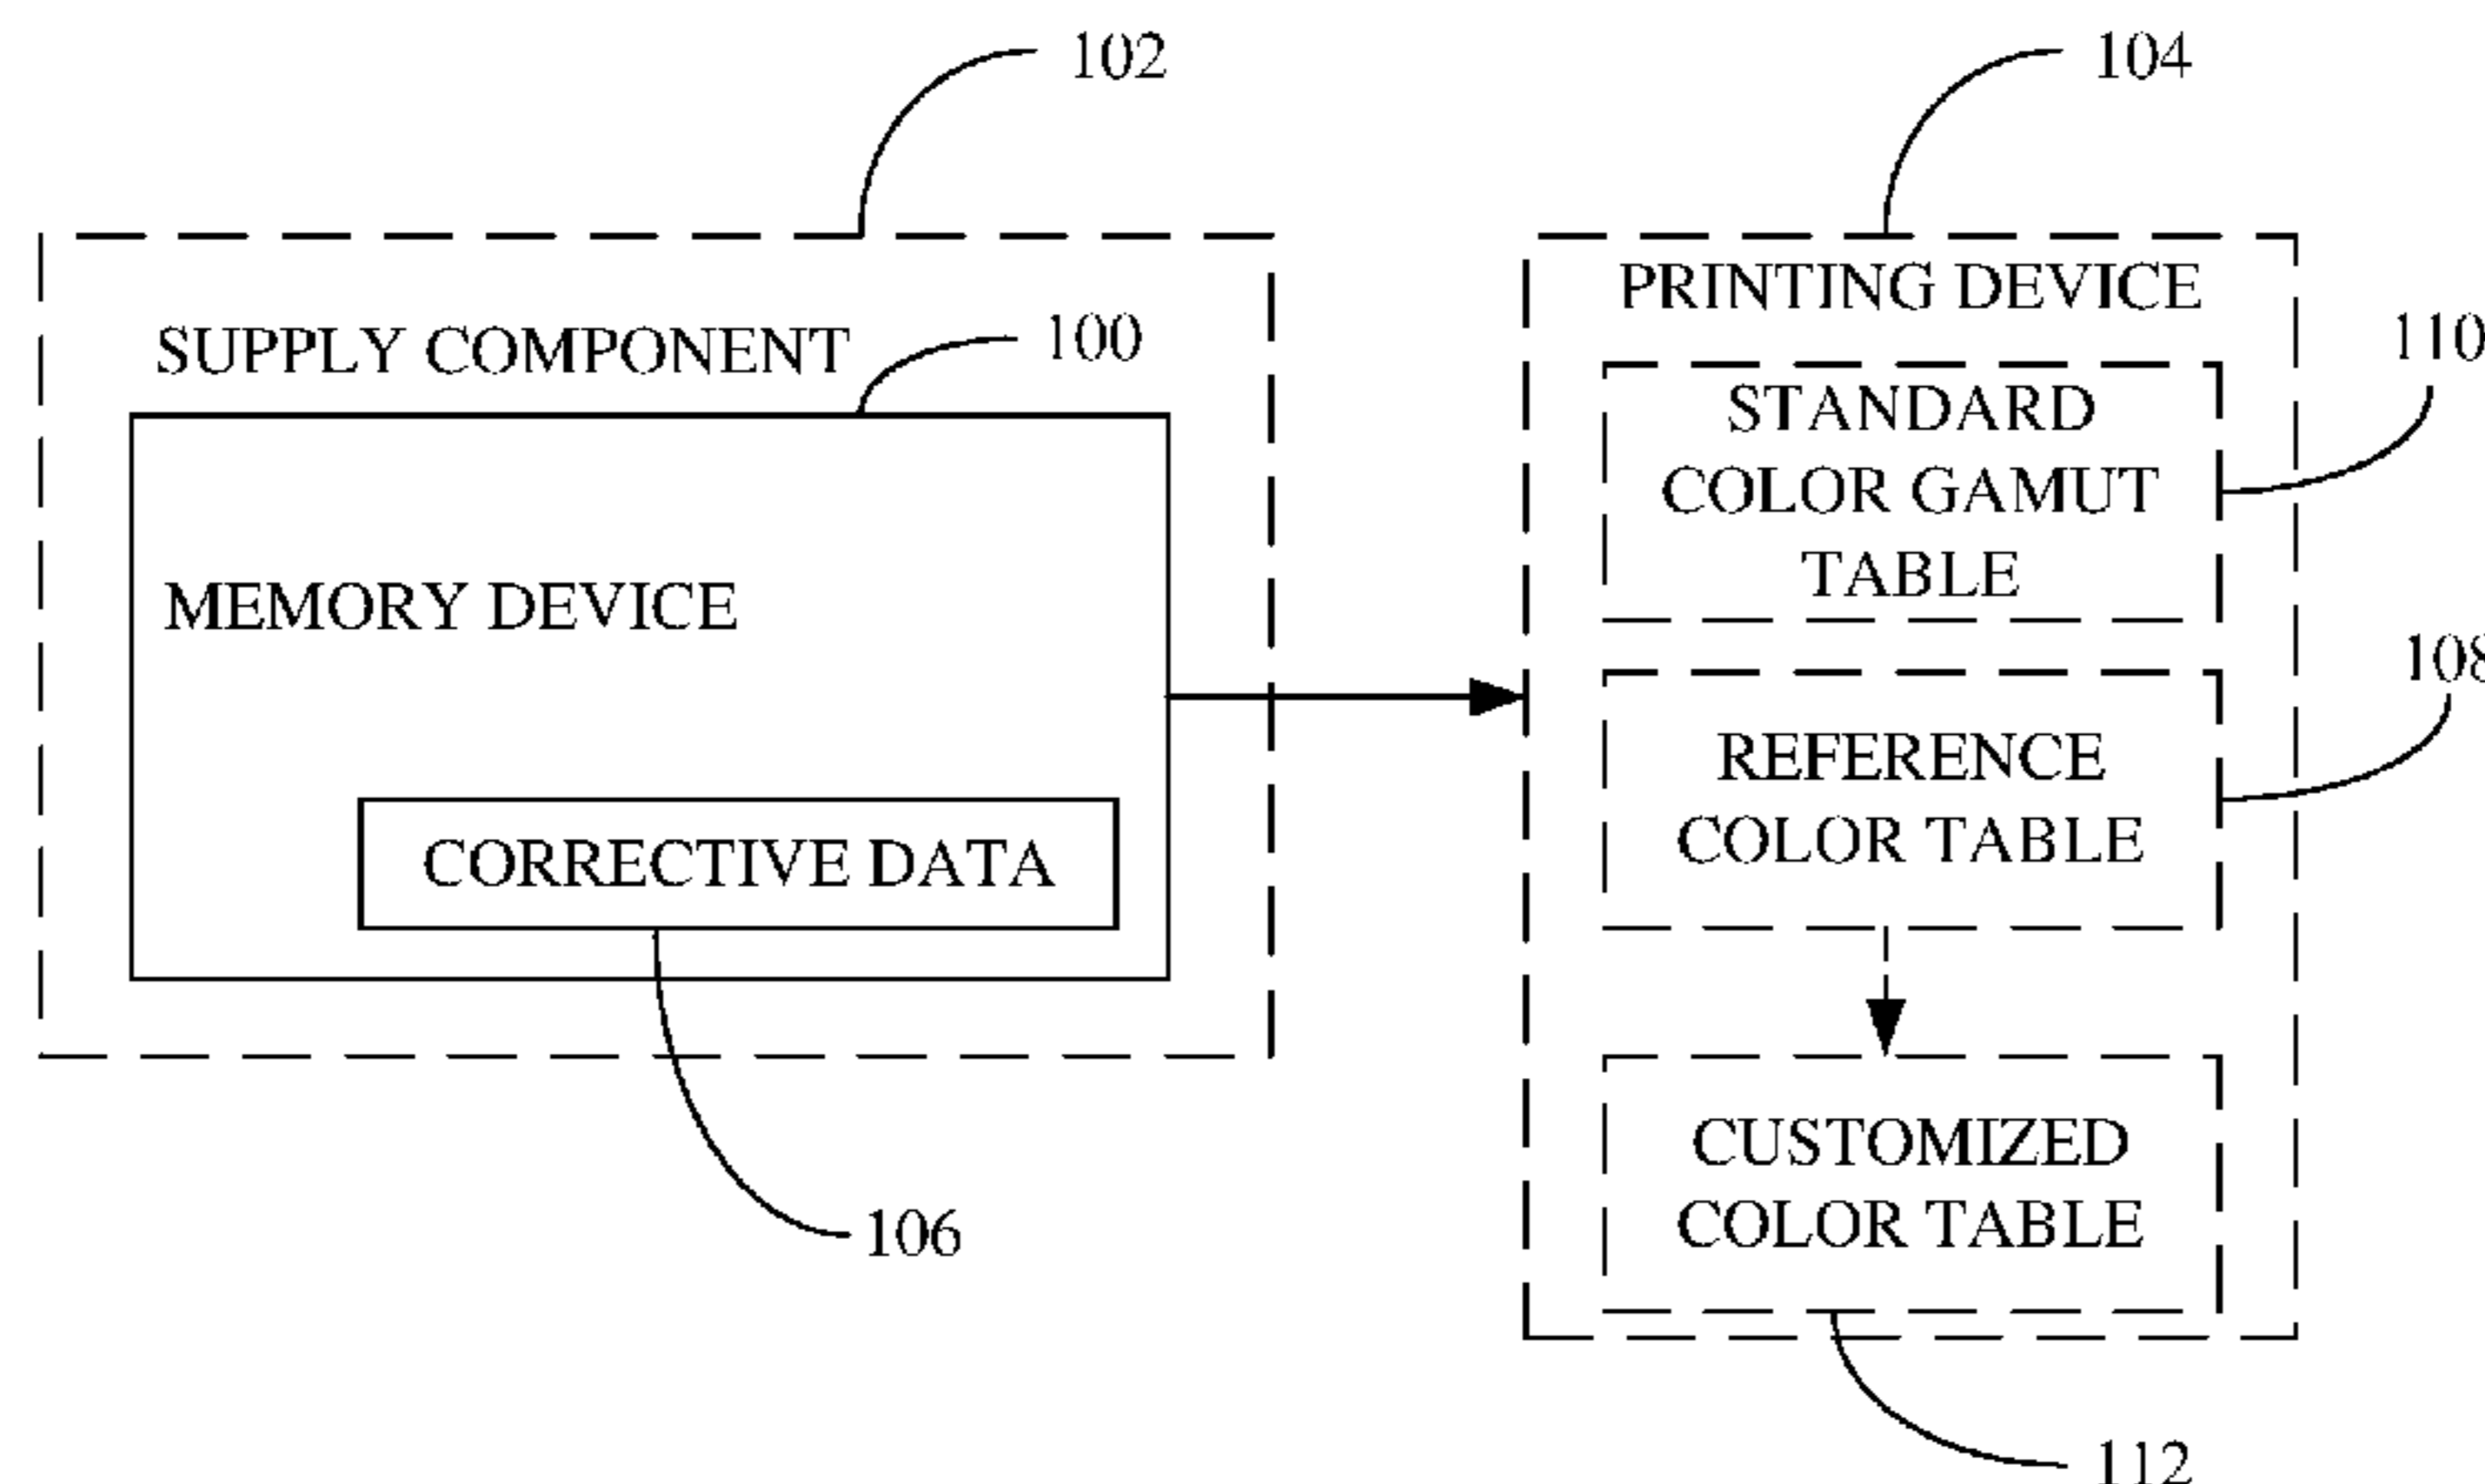 102
104
SUPPLY COMPONENT
100
MEMORY DEVICE
CORRECTIVE DATA
106
PRINTING DEVICE
STANDARD
COLOR GAMUT
TABLE
110
REFERENCE
COLOR TABLE
108
CUSTOMIZED
COLOR TABLE
112